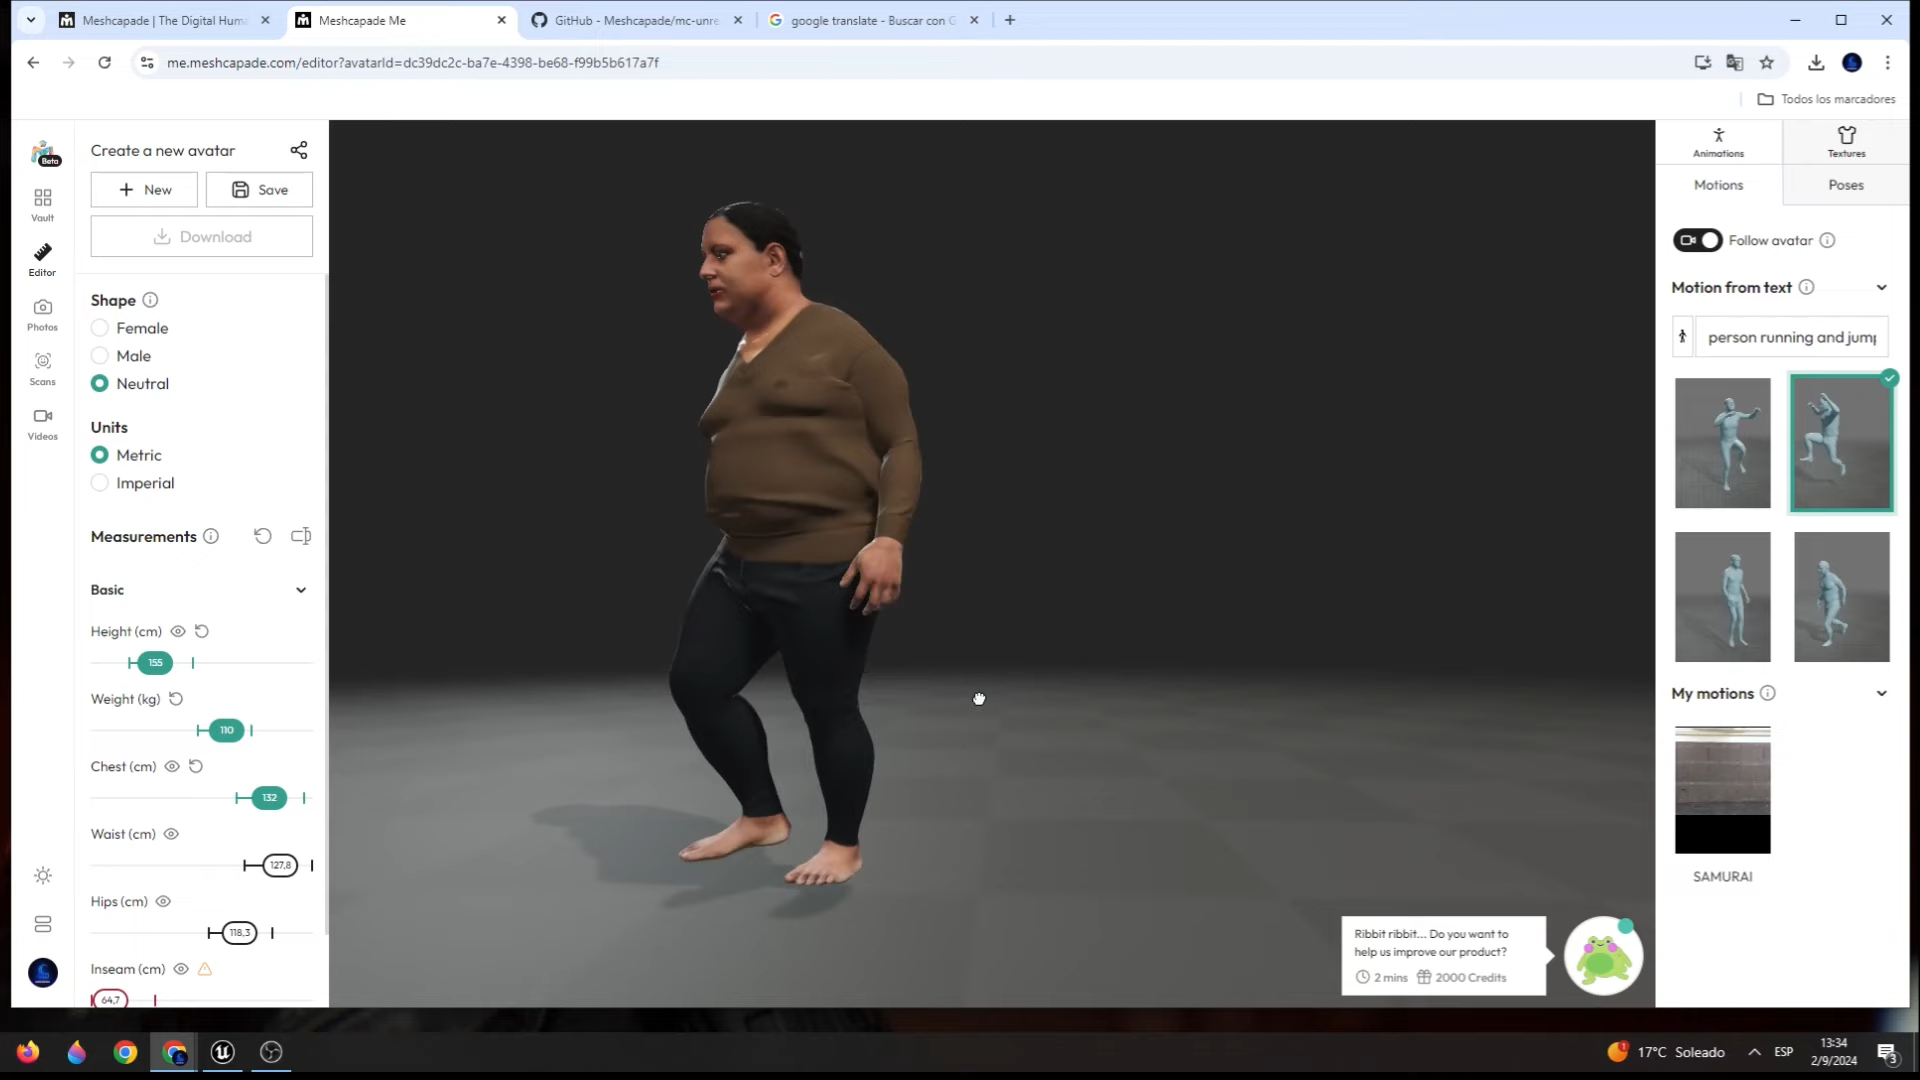 Meshcapade | The Digital Huma
Meshcapade Me
GitHub - Meshcapade/mc-unre
google translate - Buscar con G
me.meshcapade.com/editor?avatarId=dc39dc2c-ba7e-4398-be68-f99b5b617a7f
Todos los marcadores
Beta
Vault
Editor
Photos
Scans
Videos
Create a new avatar
New
Save
Download
Shape
Female
Male
Neutral
Units
Metric
Imperial
Measurements
Basic
Height (cm)
155
Weight (kg)
110
Chest (cm)
132
Waist (cm)
127,8
Hips (cm)
118,3
Inseam (cm)
64,7
Animations
Textures
Motions
Poses
Follow avatar
Motion from text
person running and jump
My motions
SAMURAI
Ribbit ribbit... Do you want to
help us improve our product?
2 mins 2000 Credits
1
17°C Soleado
ESP
13:34
2/9/2024
3